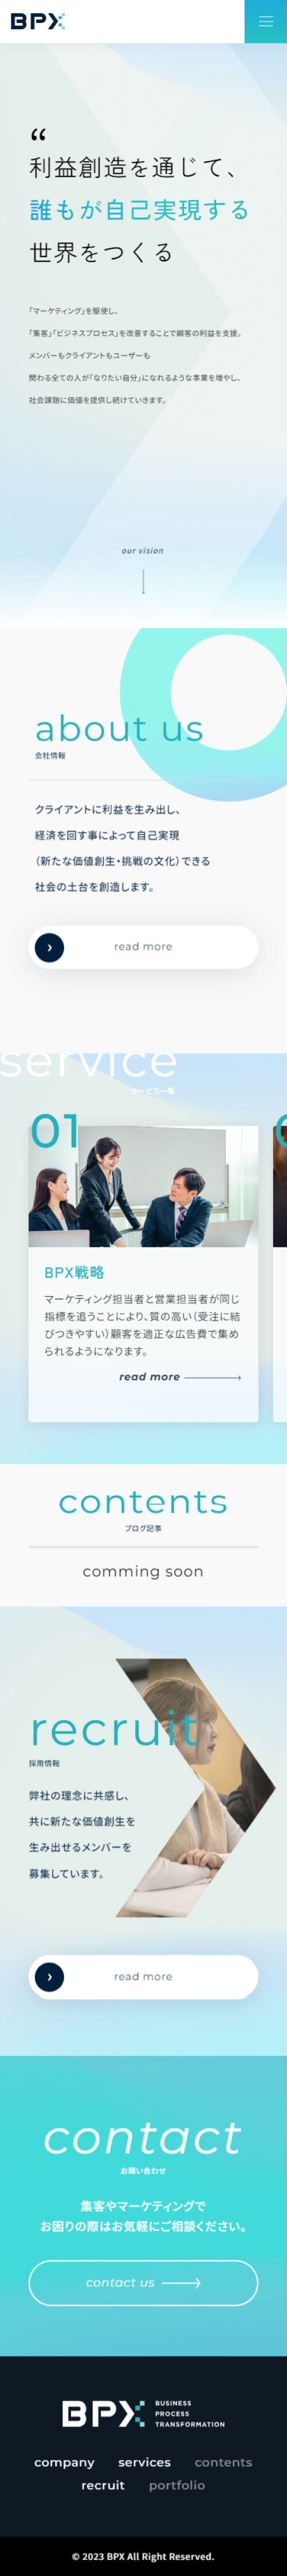 BPX
“
利益創造を通じて、
誰もが自己実現する
世界をつくる
「マーケティング」を駆使し、
「集客」「ビジネスプロセス」を改善することで顧客の利益を支援。
メンバーもクライアントもユーザーも
関わる全ての人が「なりたい自分」になれるような事業を増やし、
社会課題に価値を提供し続けていきます。
our vision
about us
会社情報
クライアントに利益を生み出し、
経済を回す事によって自己実現
（新たな価値創生・挑戦の文化）できる
社会の土台を創造します。
read more
service
サービス一覧
01
BPX戦略
マーケティング担当者と営業担当者が同じ
指標を追うことにより、質の高い（受注に結
びつきやすい）顧客を適正な広告費で集め
られるようになります。
read more
contents
ブログ記事
comming soon
recruit
採用情報
弊社の理念に共感し、
共に新たな価値創生を
生み出せるメンバーを
募集しています。
read more
contact
お問い合わせ
集客やマーケティングで
お困りの際はお気軽にご相談ください。
contact us
BPX BUSINESS
PROCESS
TRANSFORMATION
company services contents
recruit portfolio
© 2023 BPX All Right Reserved.